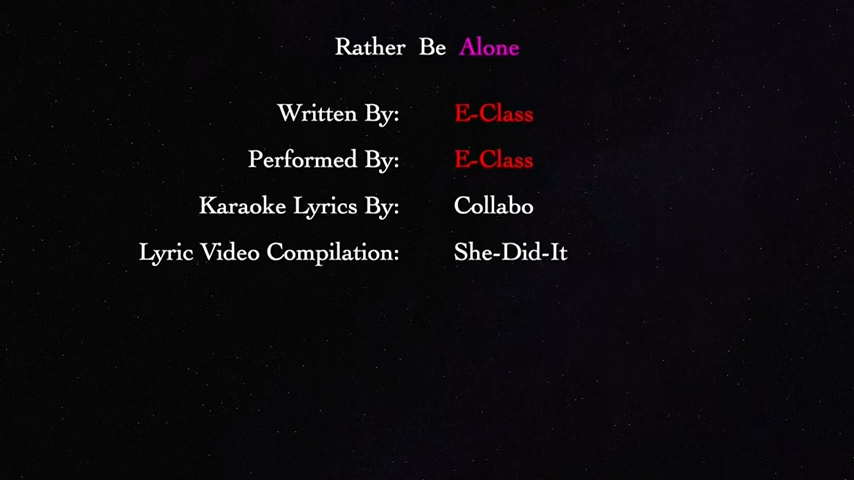 Rather Be Alone
Written By: E-Class
Performed By: E-Class
Karaoke Lyrics By: Collabo
Lyric Video Compilation: She-Did-It